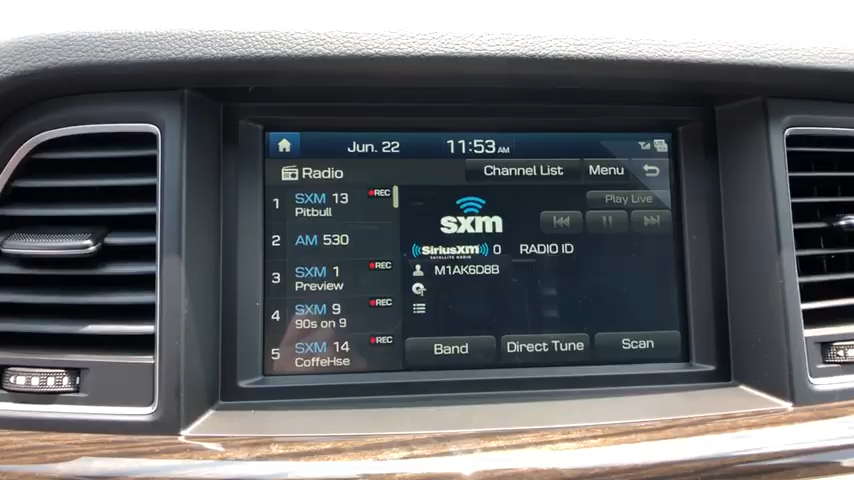 Jun. 22 11:53 AM
Radio Channel List Menu
1 SXM 13 REC
Pitbull
2 AM 530
3 SXM 1 REC
Preview
4 SXM 9 REC
90s on 9
5 SXM 14 REC
CoffeHse
Play Live
sxm
SiriusXM 0 RADIO ID
SATELLITE RADIO
M1AK6D8B
Band Direct Tune Scan